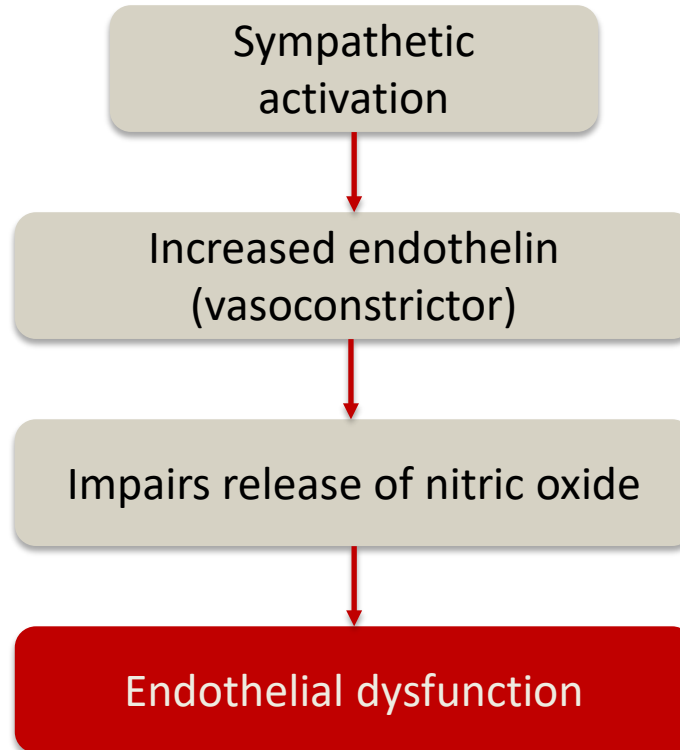 Sympathetic
activation
Increased endothelin
(vasoconstrictor)
Impairs release of nitric oxide
Endothelial dysfunction